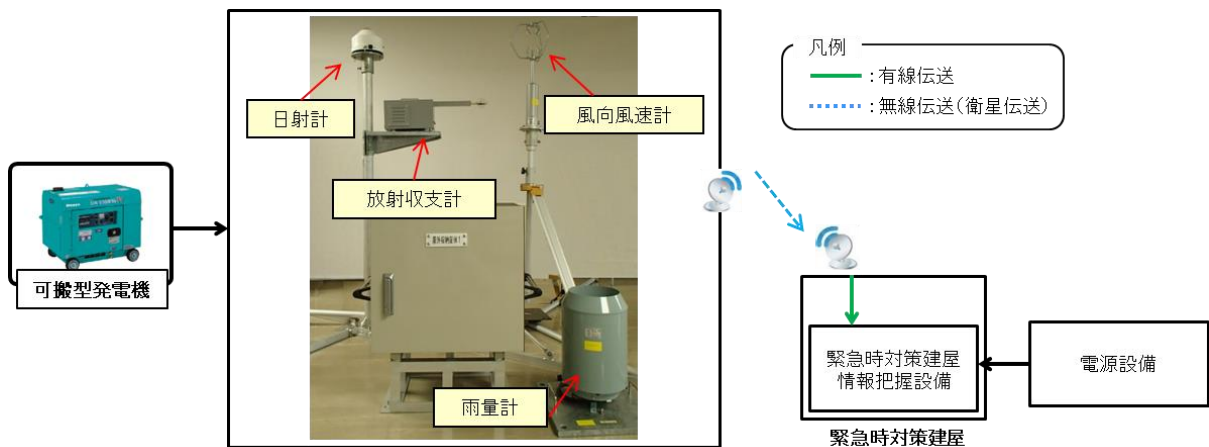 日射計
風向風速計
放射収支計
雨量計
可搬型発電機
凡例
:有線伝送
:無線伝送(衛星伝送)
緊急時対策建屋
情報把握設備
電源設備
緊急時対策建屋